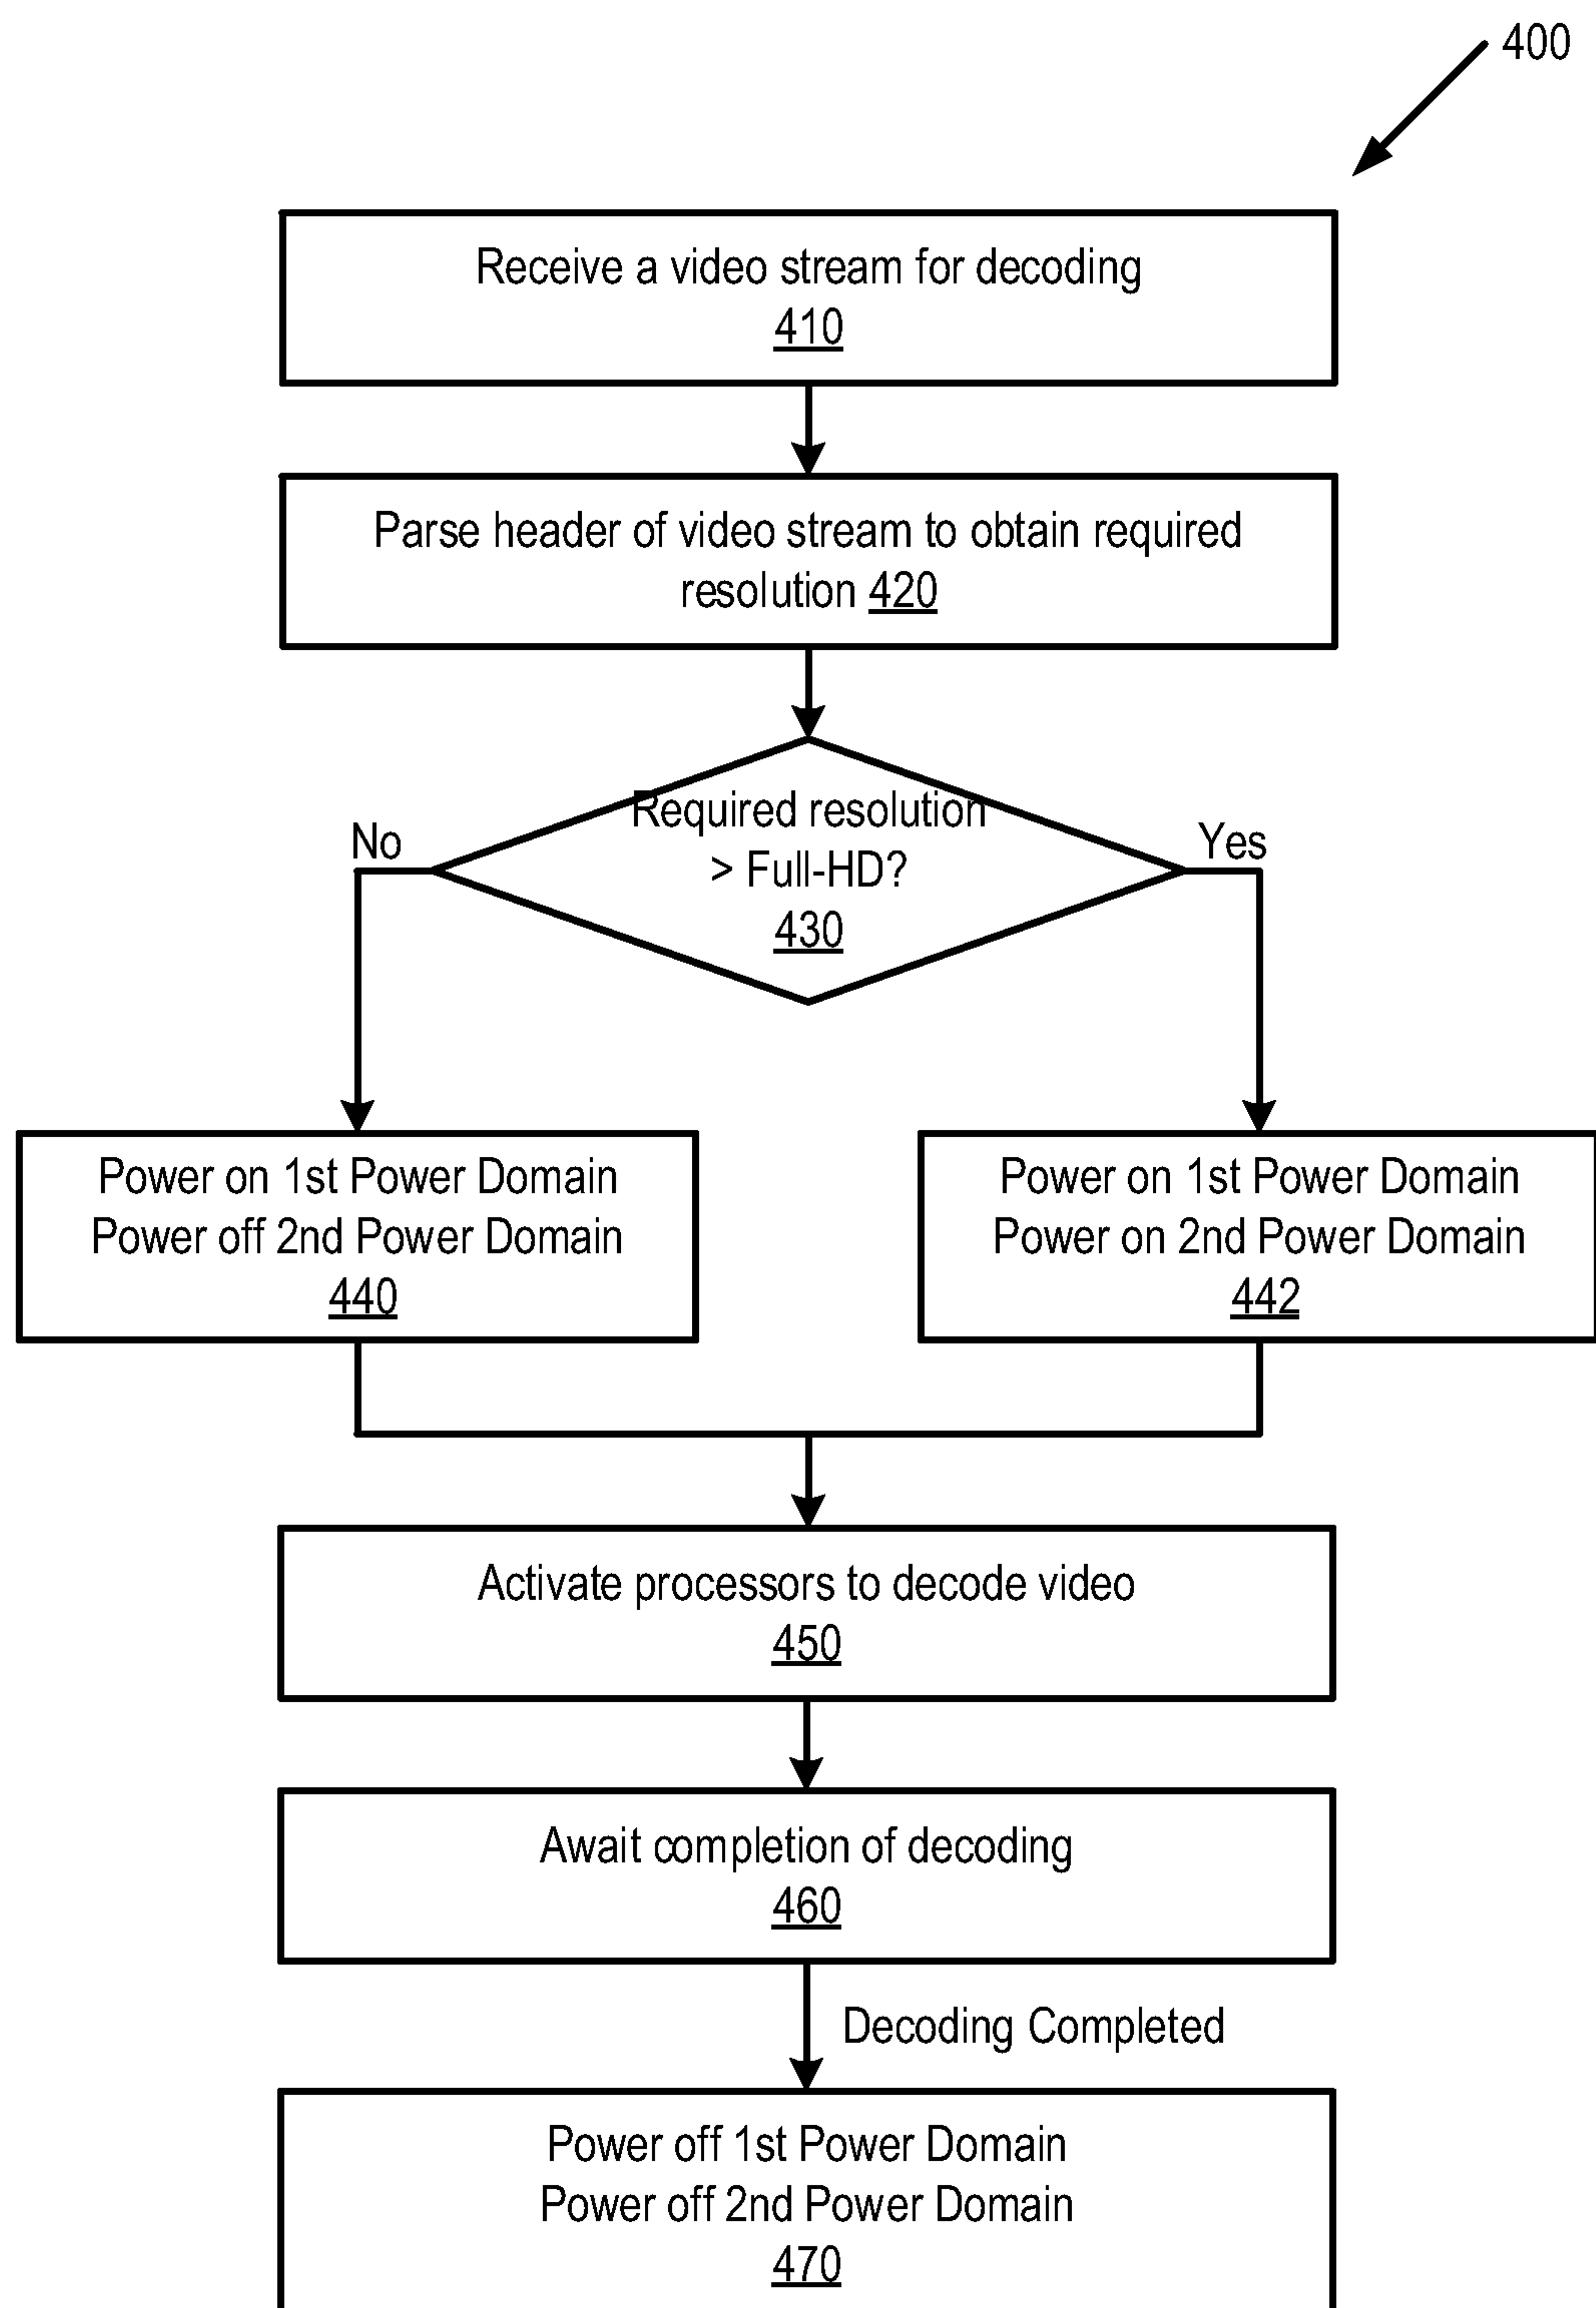 400
Receive a video stream for decoding
410
Parse header of video stream to obtain required
resolution 420
Required resolution
> Full-HD?
430
No
Yes
Power on 1st Power Domain
Power off 2nd Power Domain
440
Power on 1st Power Domain
Power on 2nd Power Domain
442
Activate processors to decode video
450
Await completion of decoding
460
Decoding Completed
Power off 1st Power Domain
Power off 2nd Power Domain
470